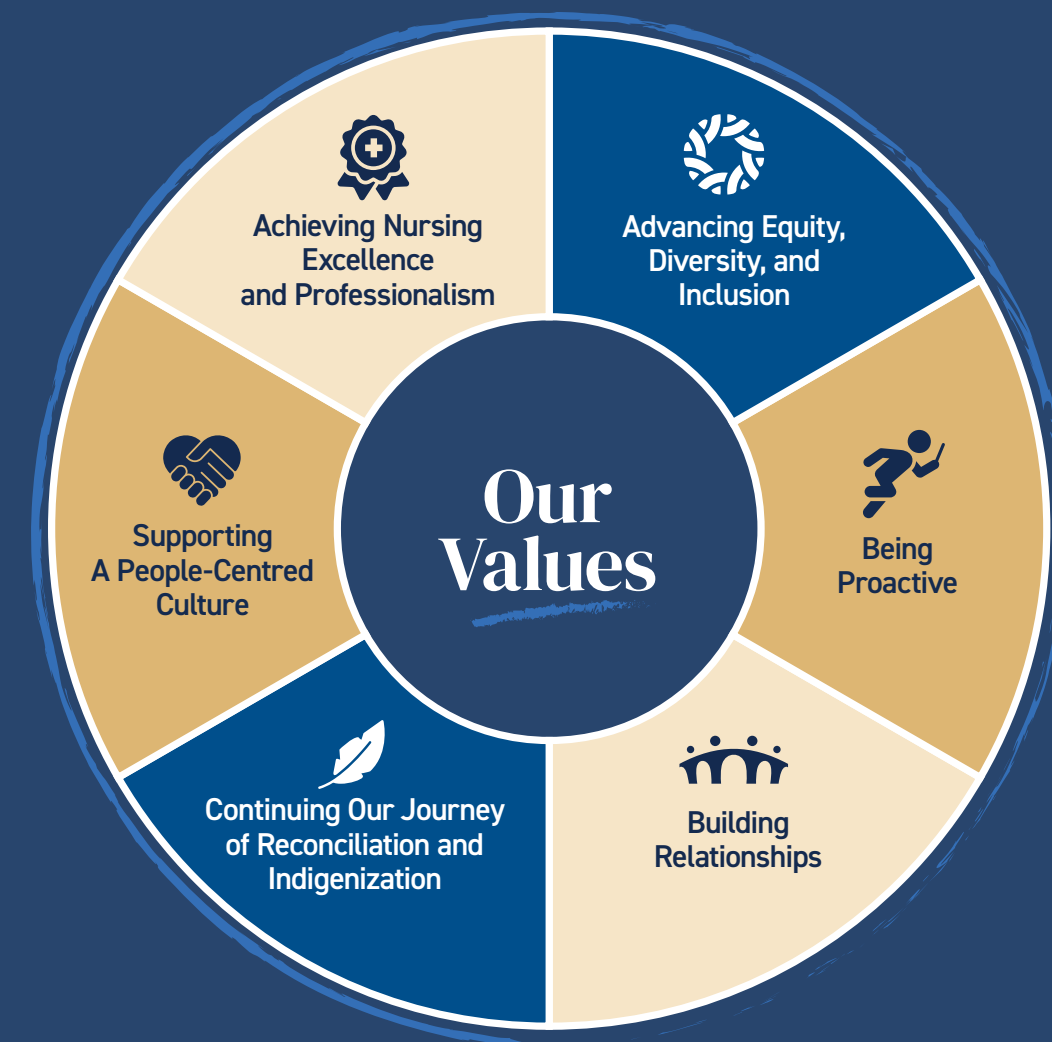 Our
Values
Advancing Equity,
Diversity, and
Inclusion
Being
Proactive
Building
Relationships
Continuing Our Journey
of Reconciliation and
Indigenization
Supporting
A People-Centred
Culture
Achieving Nursing
Excellence
and Professionalism